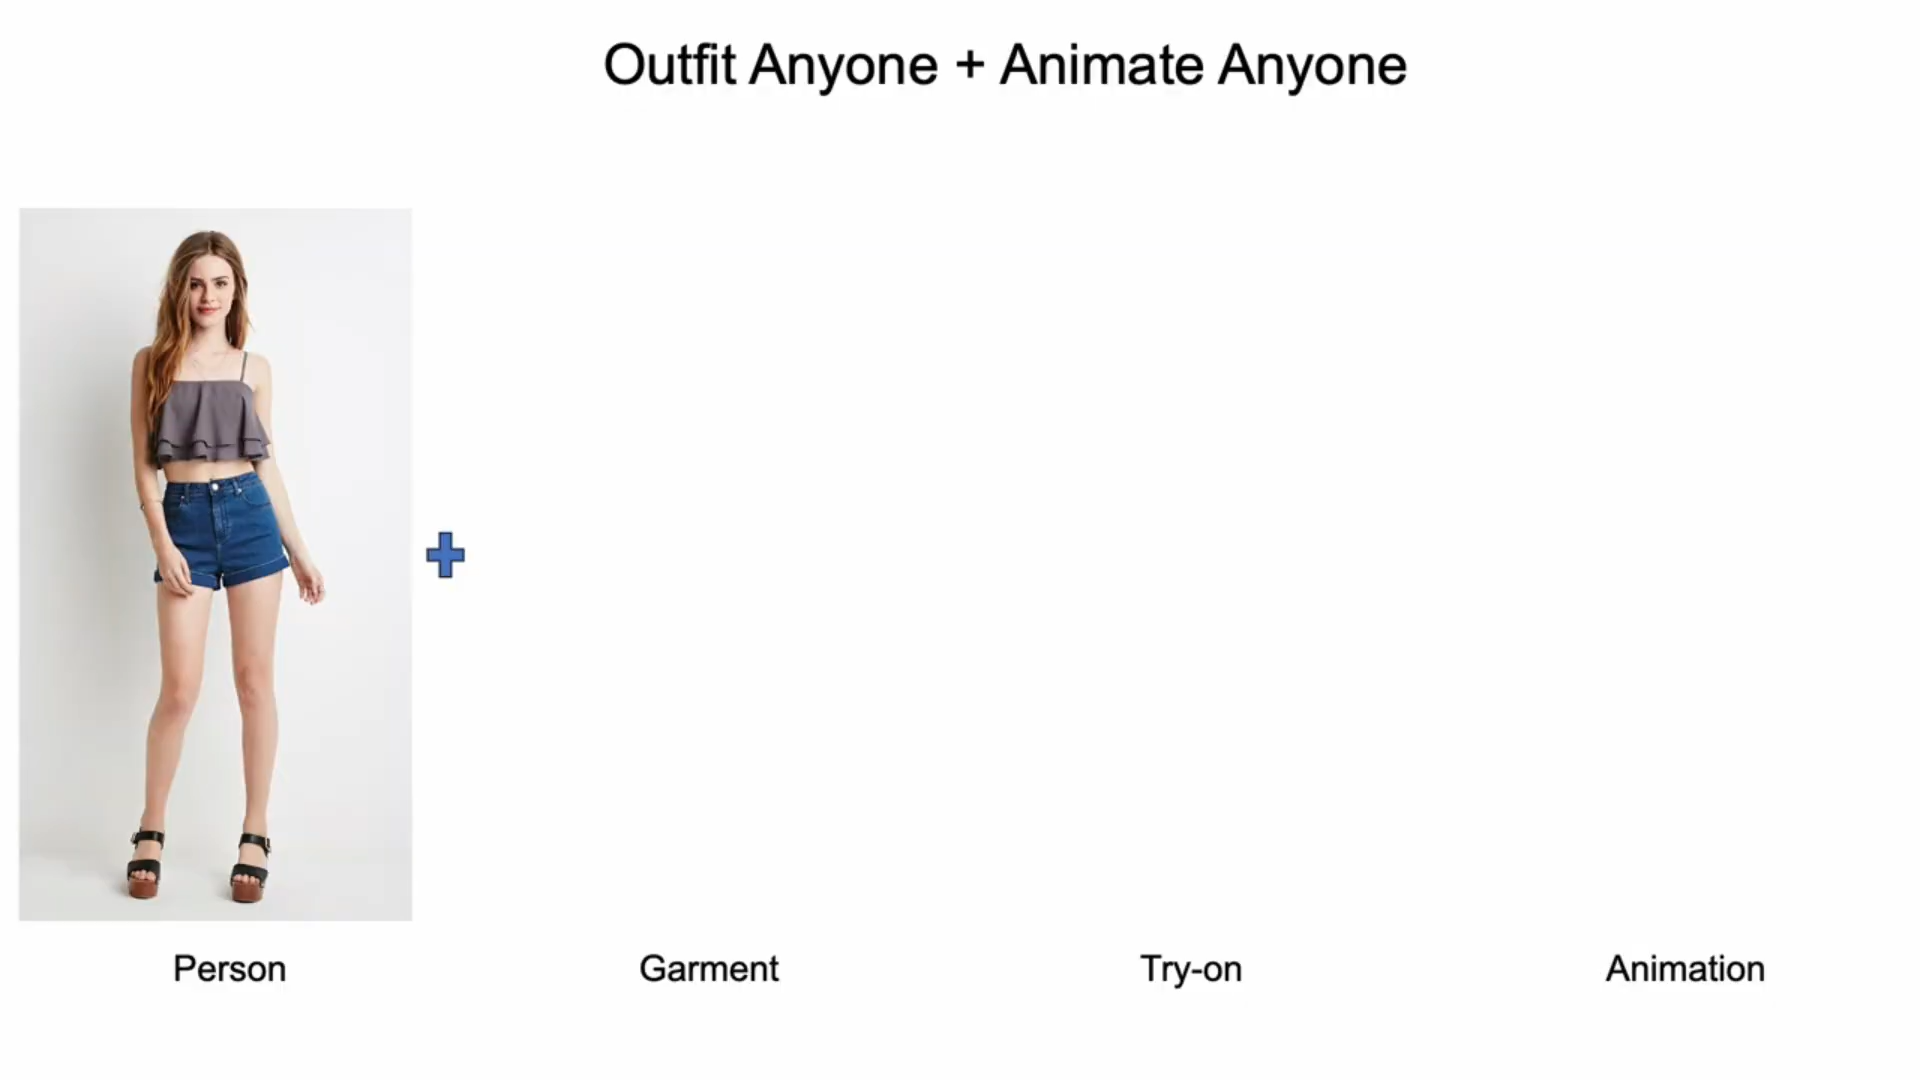 Outfit Anyone + Animate Anyone
Person
Garment
Try-on
Animation